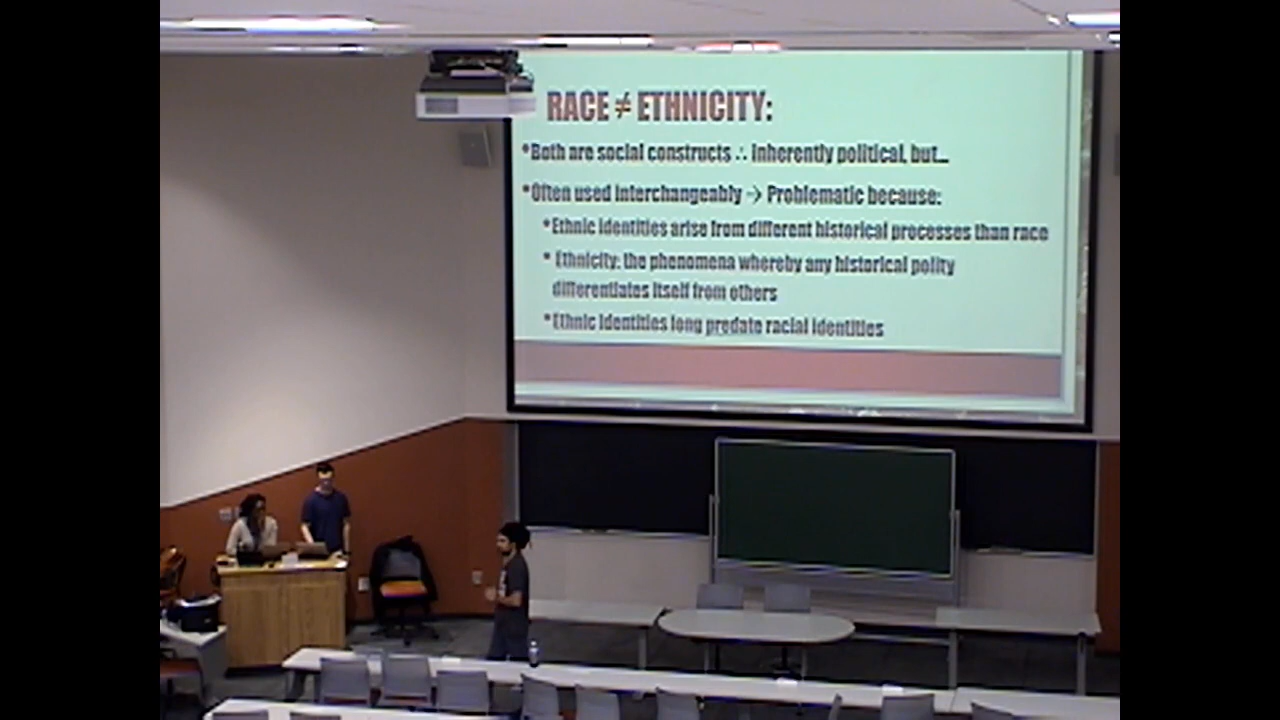 RACE ≠ ETHNICITY:
*Both are social constructs ∴ inherently political, but...
*Often used interchangeably → Problematic because:
*Ethnic identities arise from different historical processes than race
* Ethnicity: the phenomena whereby any historical polity
differentiates itself from others
*Ethnic identities long predate racial identities